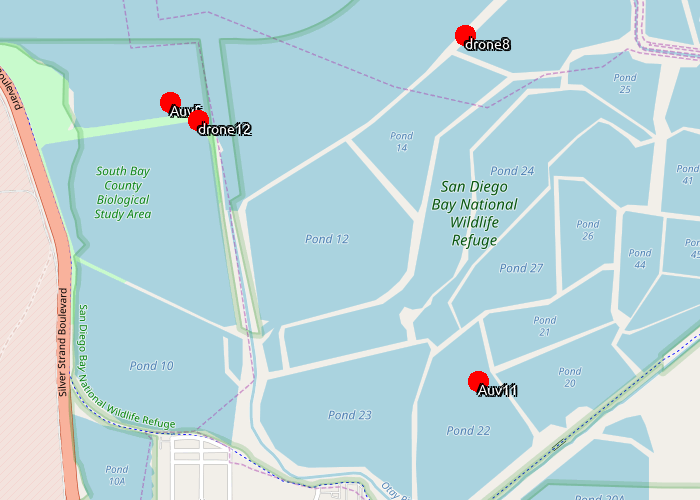 drone8
Pond
25
Auv5
drone12
Boulevard
Pond
14
South Bay
County
Biological
Study Area
Pond 24
San Diego
Bay National
Wildlife
Refuge
Pond
41
Pond 12
Pond
26
Pond
44
Pond 27
Silver Strand Boulevard
San Diego Bay National Wildlife Refuge
Pond
21
Pond 10
Pond
20
Auv11
Pond 23
Pond 22
Pond
10A
Otay
Pond 20A